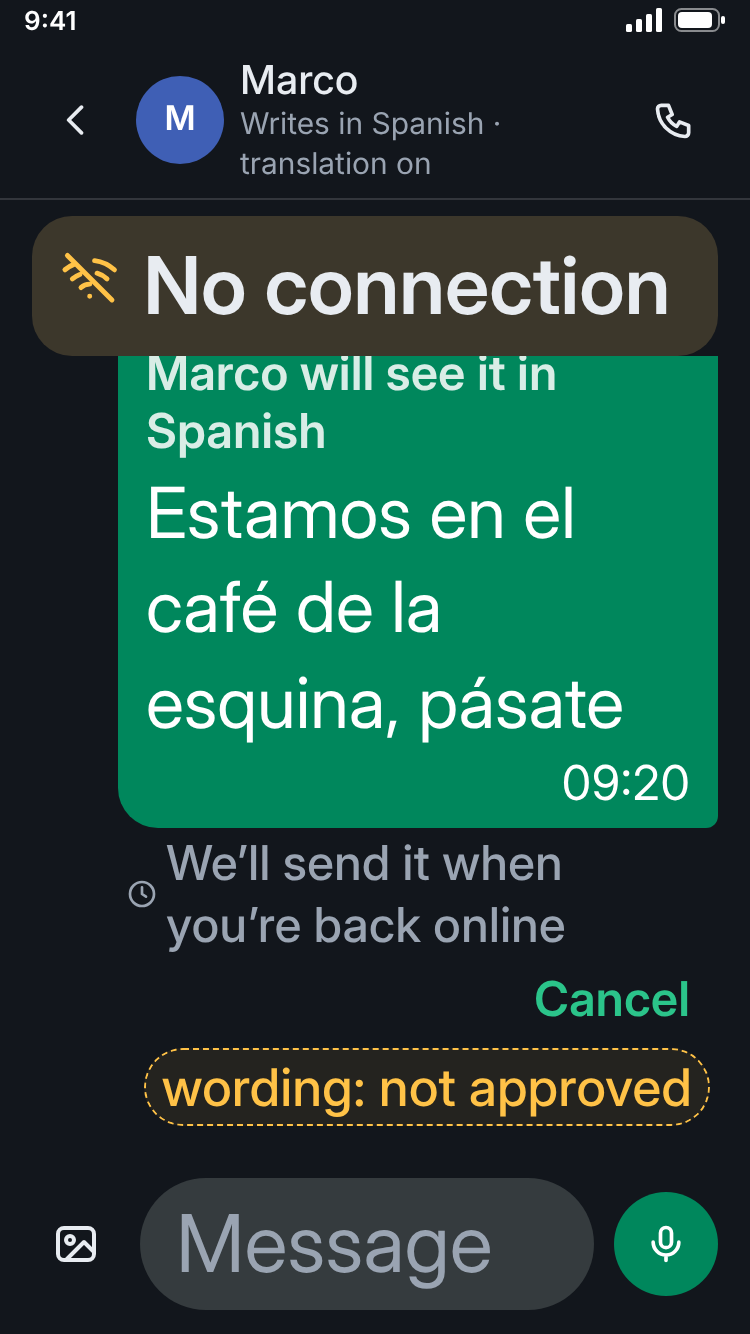 9:41
M
Marco
Writes in Spanish ·
translation on
No connection
Marco will see it in
Spanish
Estamos en el
café de la
esquina, pásate
09:20
We’ll send it when
you’re back online
Cancel
wording: not approved
Message